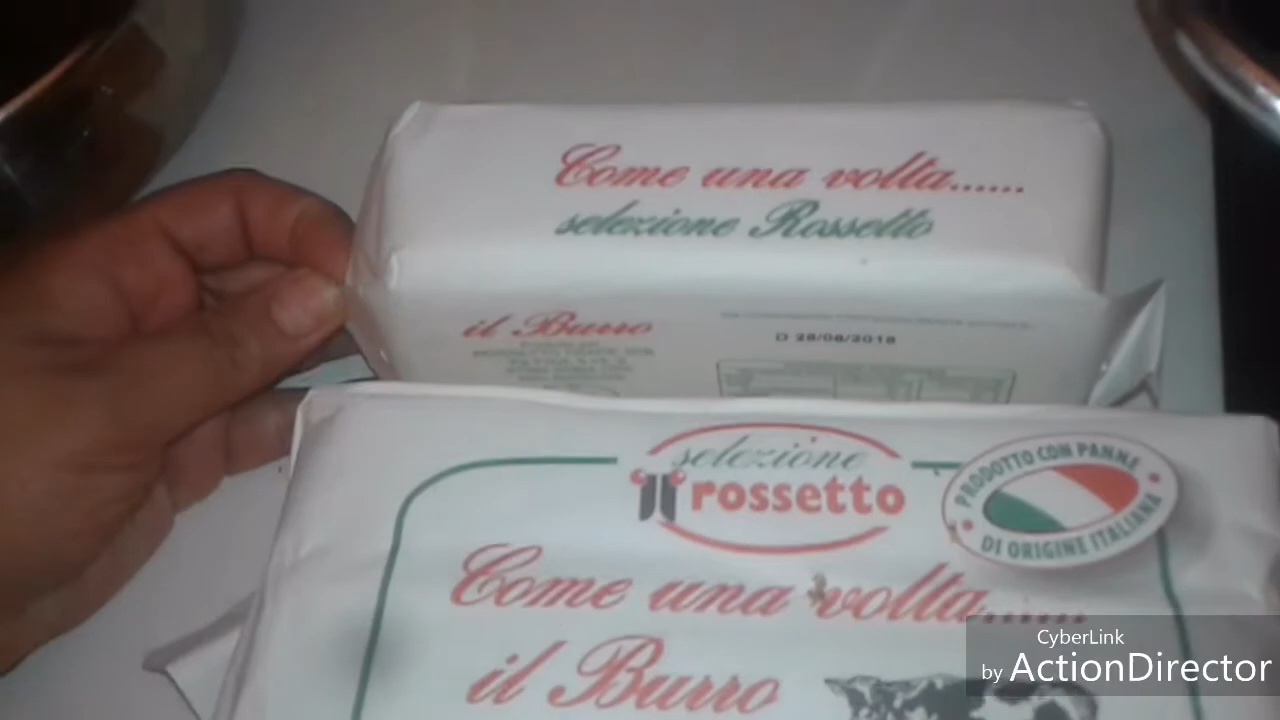 Come una volta......
selezione Rossetto
il Burro
D 28/08/2018
selezione
rossetto
PRODOTTO CON PANNE
DI ORIGINE ITALIANA
Come una volta......
il Burro
CyberLink
by ActionDirector